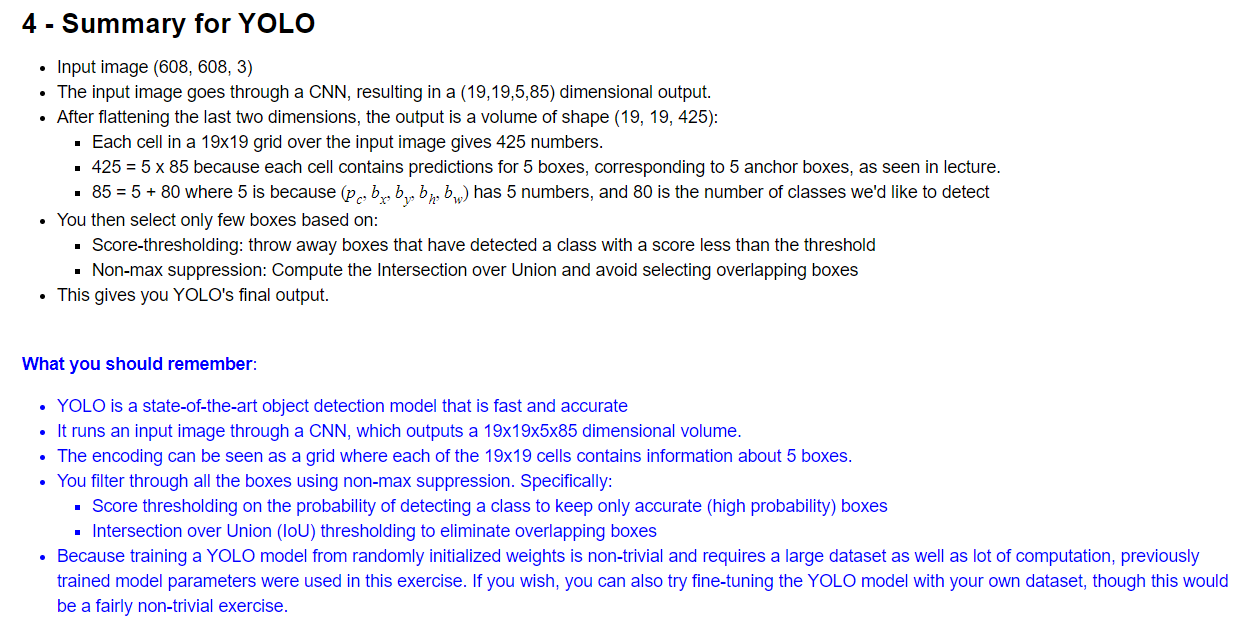 4 - Summary for YOLO
• Input image (608, 608, 3)
• The input image goes through a CNN, resulting in a (19,19,5,85) dimensional output.
• After flattening the last two dimensions, the output is a volume of shape (19, 19, 425):
▪ Each cell in a 19x19 grid over the input image gives 425 numbers.
▪ 425 = 5 x 85 because each cell contains predictions for 5 boxes, corresponding to 5 anchor boxes, as seen in lecture.
▪ 85 = 5 + 80 where 5 is because (p_c, b_x, b_y, b_h, b_w) has 5 numbers, and 80 is the number of classes we'd like to detect
• You then select only few boxes based on:
▪ Score-thresholding: throw away boxes that have detected a class with a score less than the threshold
▪ Non-max suppression: Compute the Intersection over Union and avoid selecting overlapping boxes
• This gives you YOLO's final output.
What you should remember:
• YOLO is a state-of-the-art object detection model that is fast and accurate
• It runs an input image through a CNN, which outputs a 19x19x5x85 dimensional volume.
• The encoding can be seen as a grid where each of the 19x19 cells contains information about 5 boxes.
• You filter through all the boxes using non-max suppression. Specifically:
▪ Score thresholding on the probability of detecting a class to keep only accurate (high probability) boxes
▪ Intersection over Union (IoU) thresholding to eliminate overlapping boxes
• Because training a YOLO model from randomly initialized weights is non-trivial and requires a large dataset as well as lot of computation, previously
trained model parameters were used in this exercise. If you wish, you can also try fine-tuning the YOLO model with your own dataset, though this would
be a fairly non-trivial exercise.